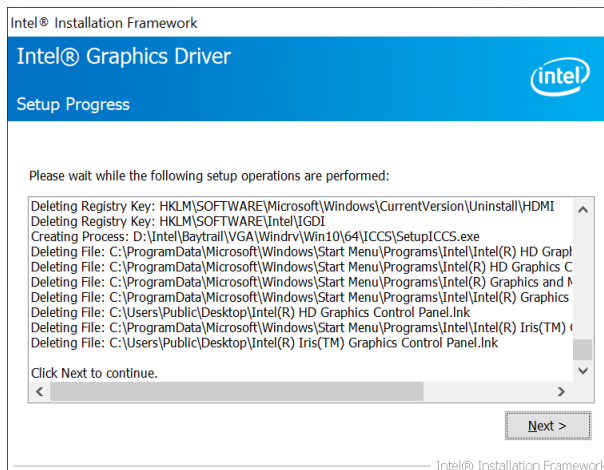 Intel® Installation Framework
Intel® Graphics Driver
intel
Setup Progress
Please wait while the following setup operations are performed:
Deleting Registry Key: HKLM\SOFTWARE\Microsoft\Windows\CurrentVersion\Uninstall\HDMI
Deleting Registry Key: HKLM\SOFTWARE\Intel\IGDI
Creating Process: D:\Intel\Baytrail\VGA\Windrv\Win10\64\ICCS\SetupICCS.exe
Deleting File: C:\ProgramData\Microsoft\Windows\Start Menu\Programs\Intel\Intel(R) HD Graph
Deleting File: C:\ProgramData\Microsoft\Windows\Start Menu\Programs\Intel(R) HD Graphics C
Deleting File: C:\ProgramData\Microsoft\Windows\Start Menu\Programs\Intel(R) Graphics and
Deleting File: C:\ProgramData\Microsoft\Windows\Start Menu\Programs\Intel\Intel(R) Graphics
Deleting File: C:\Users\Public\Desktop\Intel(R) HD Graphics Control Panel.lnk
Deleting File: C:\ProgramData\Microsoft\Windows\Start Menu\Programs\Intel\Intel(R) Iris(TM)
Deleting File: C:\Users\Public\Desktop\Intel(R) Iris(TM) Graphics Control Panel.lnk
Click Next to continue.
Next >
Intel® Installation Framework